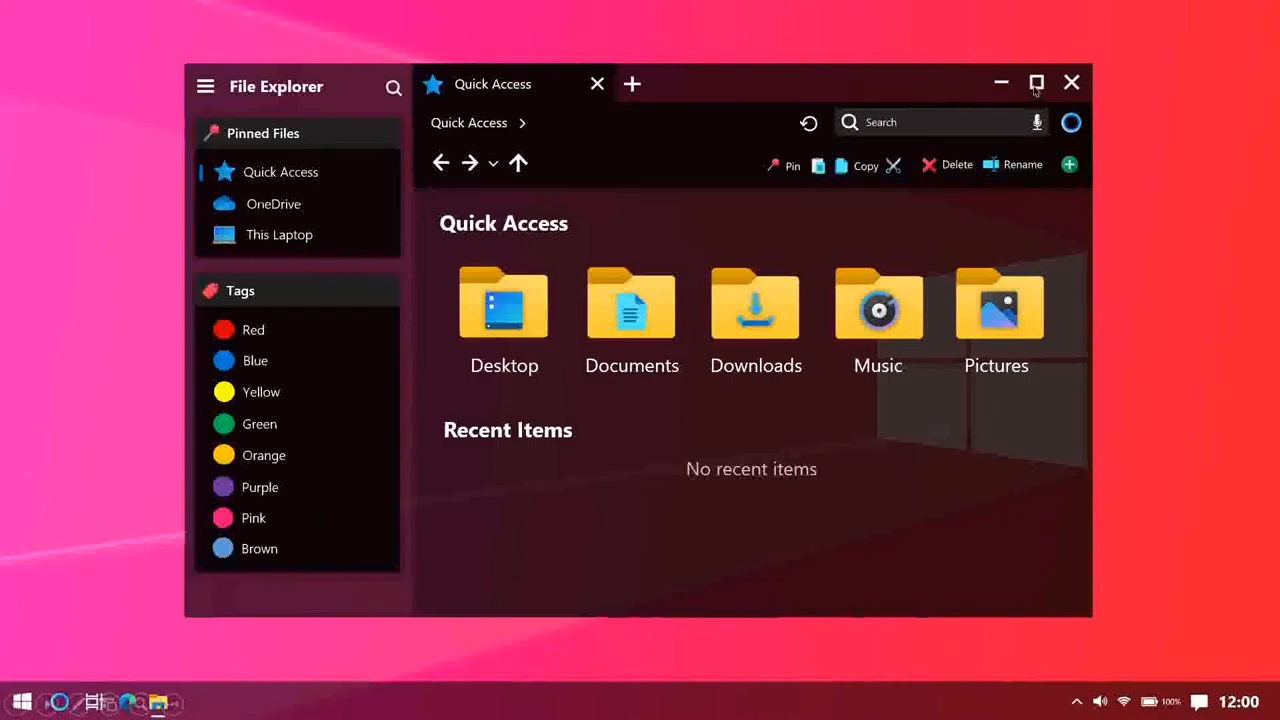 File Explorer
Quick Access
Pinned Files
Quick Access
Search
Quick Access
OneDrive
This Laptop
Pin
Copy
Delete
Rename
Quick Access
Tags
Red
Blue
Yellow
Green
Orange
Purple
Pink
Brown
Desktop
Documents
Downloads
Music
Pictures
Recent Items
No recent items
100%
12:00